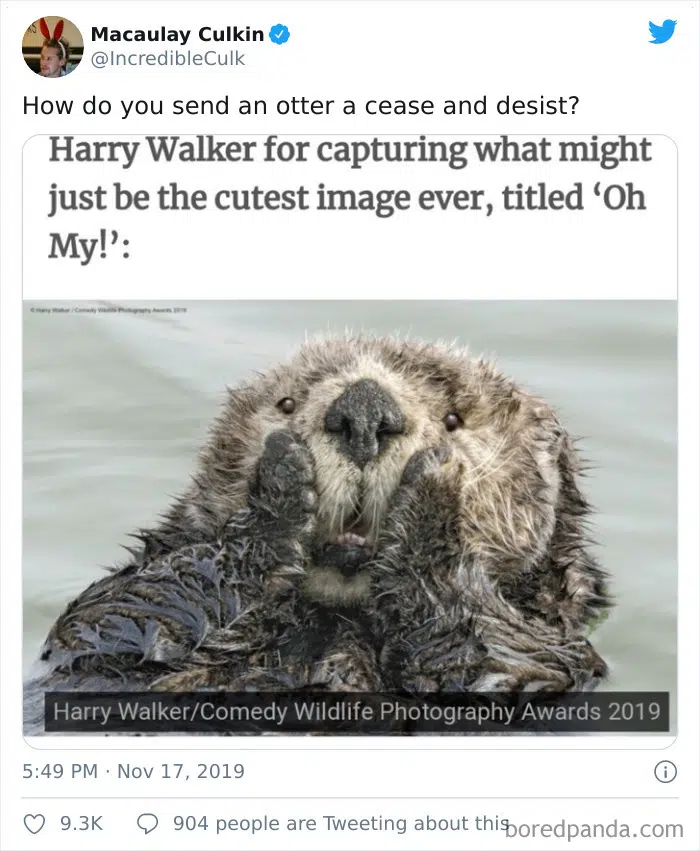 Macaulay Culkin
@IncredibleCulk
How do you send an otter a cease and desist?
Harry Walker for capturing what might
just be the cutest image ever, titled ‘Oh
My!’:
© Harry Walker / Comedy Wildlife Photography Awards 2019
Harry Walker/Comedy Wildlife Photography Awards 2019
5:49 PM · Nov 17, 2019
9.3K 904 people are Tweeting about this
boredpanda.com